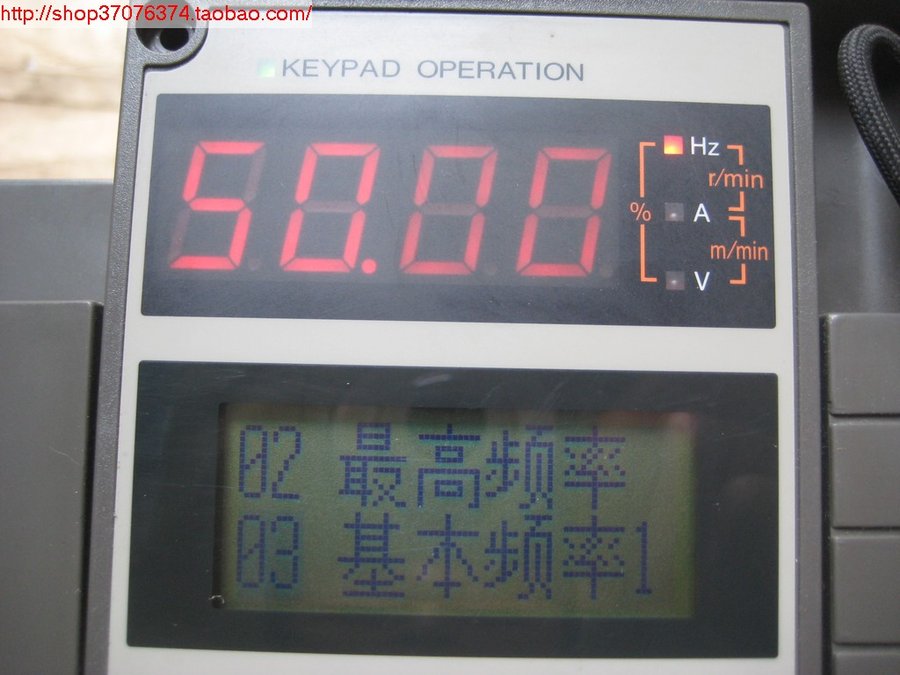 http://shop37076374.taobao.com/
KEYPAD OPERATION
50.00
Hz
r/min
% A
m/min
V
02 最高频率
03 基本频率1